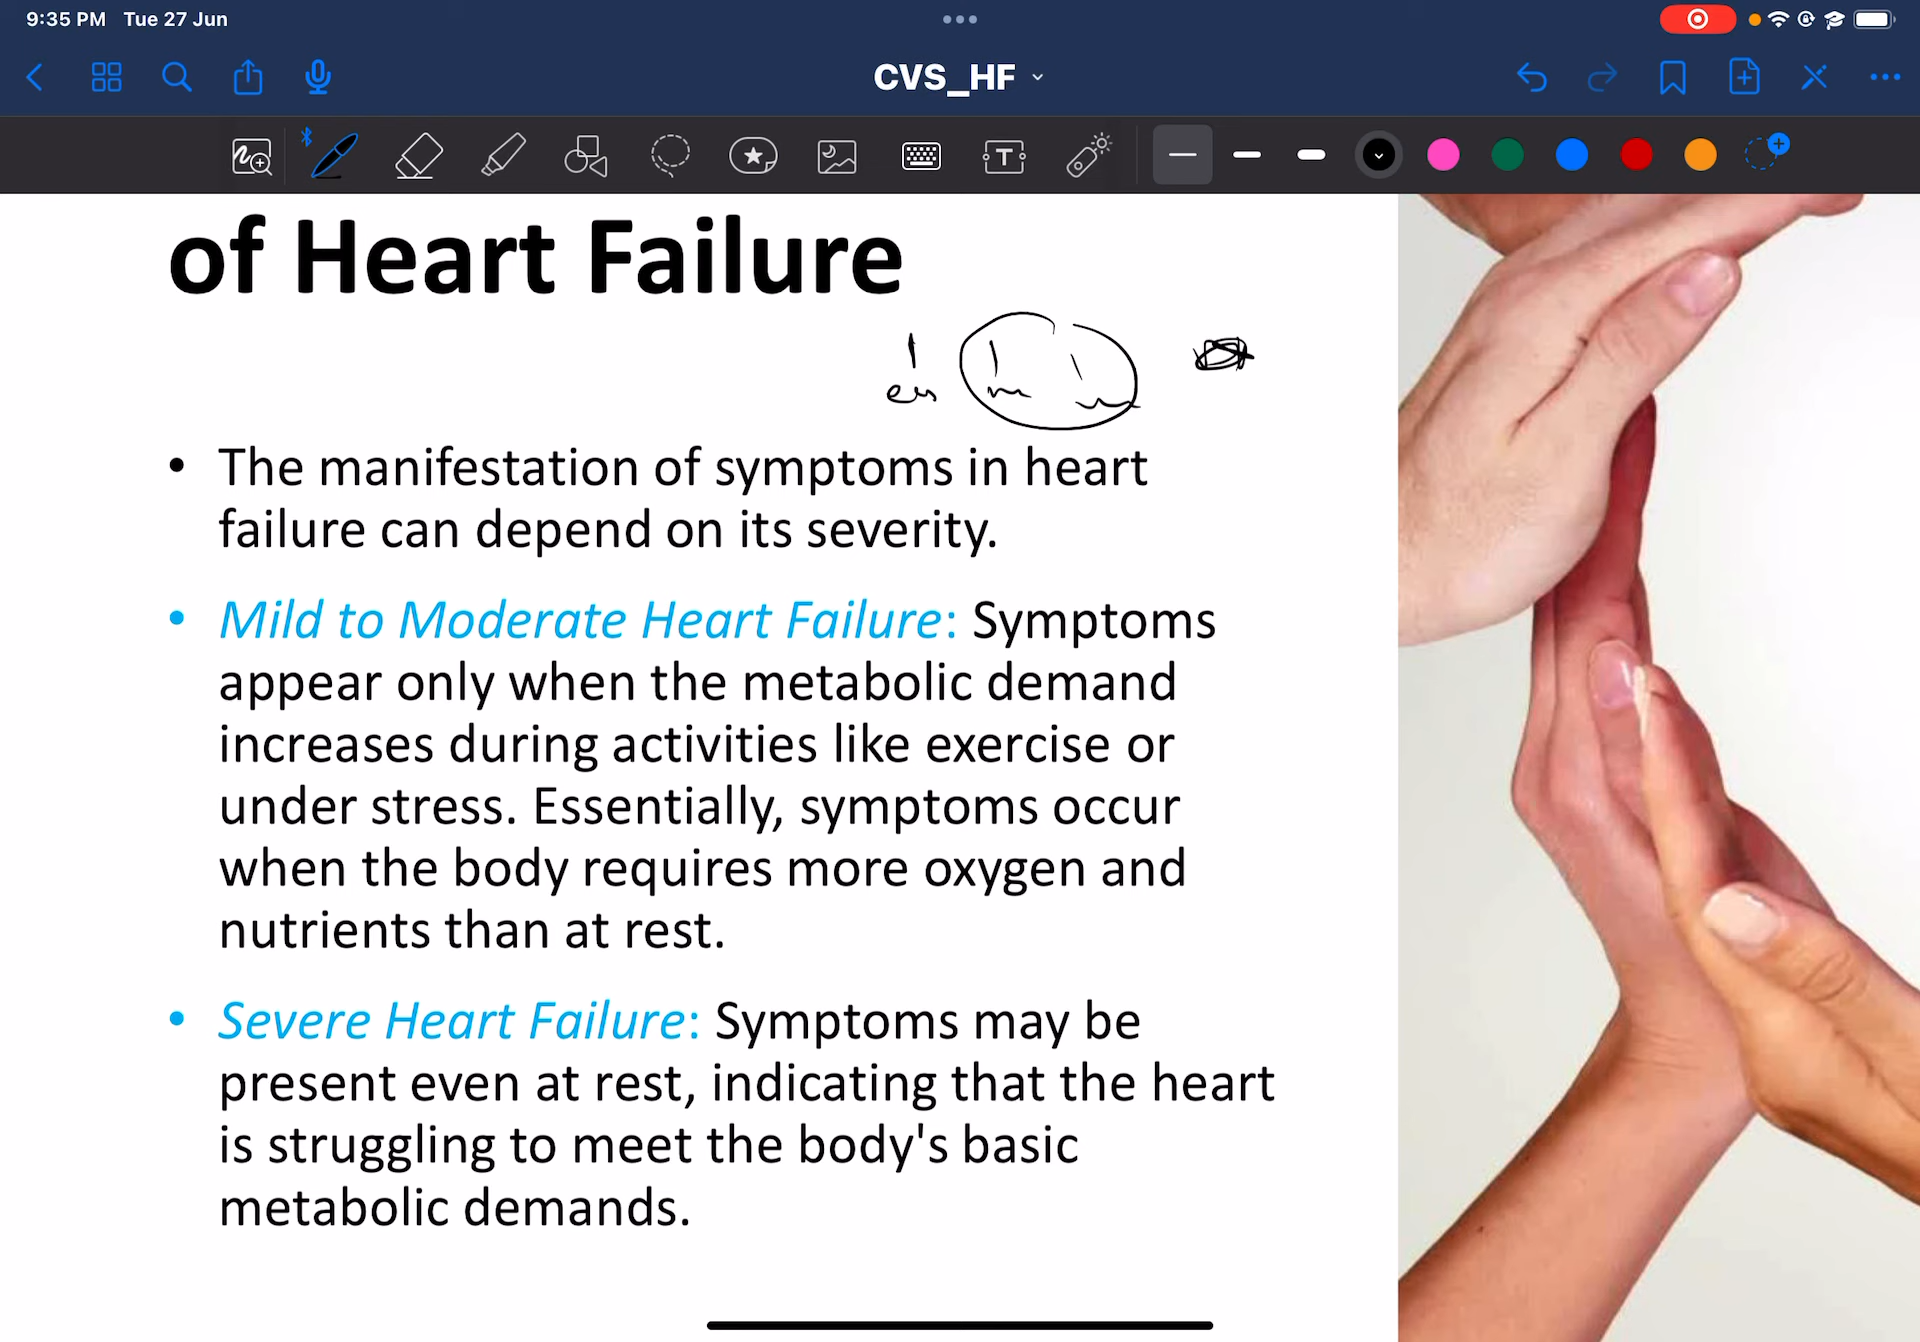 9:35 PM Tue 27 Jun
CVS_HF
T
of Heart Failure
• The manifestation of symptoms in heart
failure can depend on its severity.
• Mild to Moderate Heart Failure: Symptoms
appear only when the metabolic demand
increases during activities like exercise or
under stress. Essentially, symptoms occur
when the body requires more oxygen and
nutrients than at rest.
• Severe Heart Failure: Symptoms may be
present even at rest, indicating that the heart
is struggling to meet the body's basic
metabolic demands.